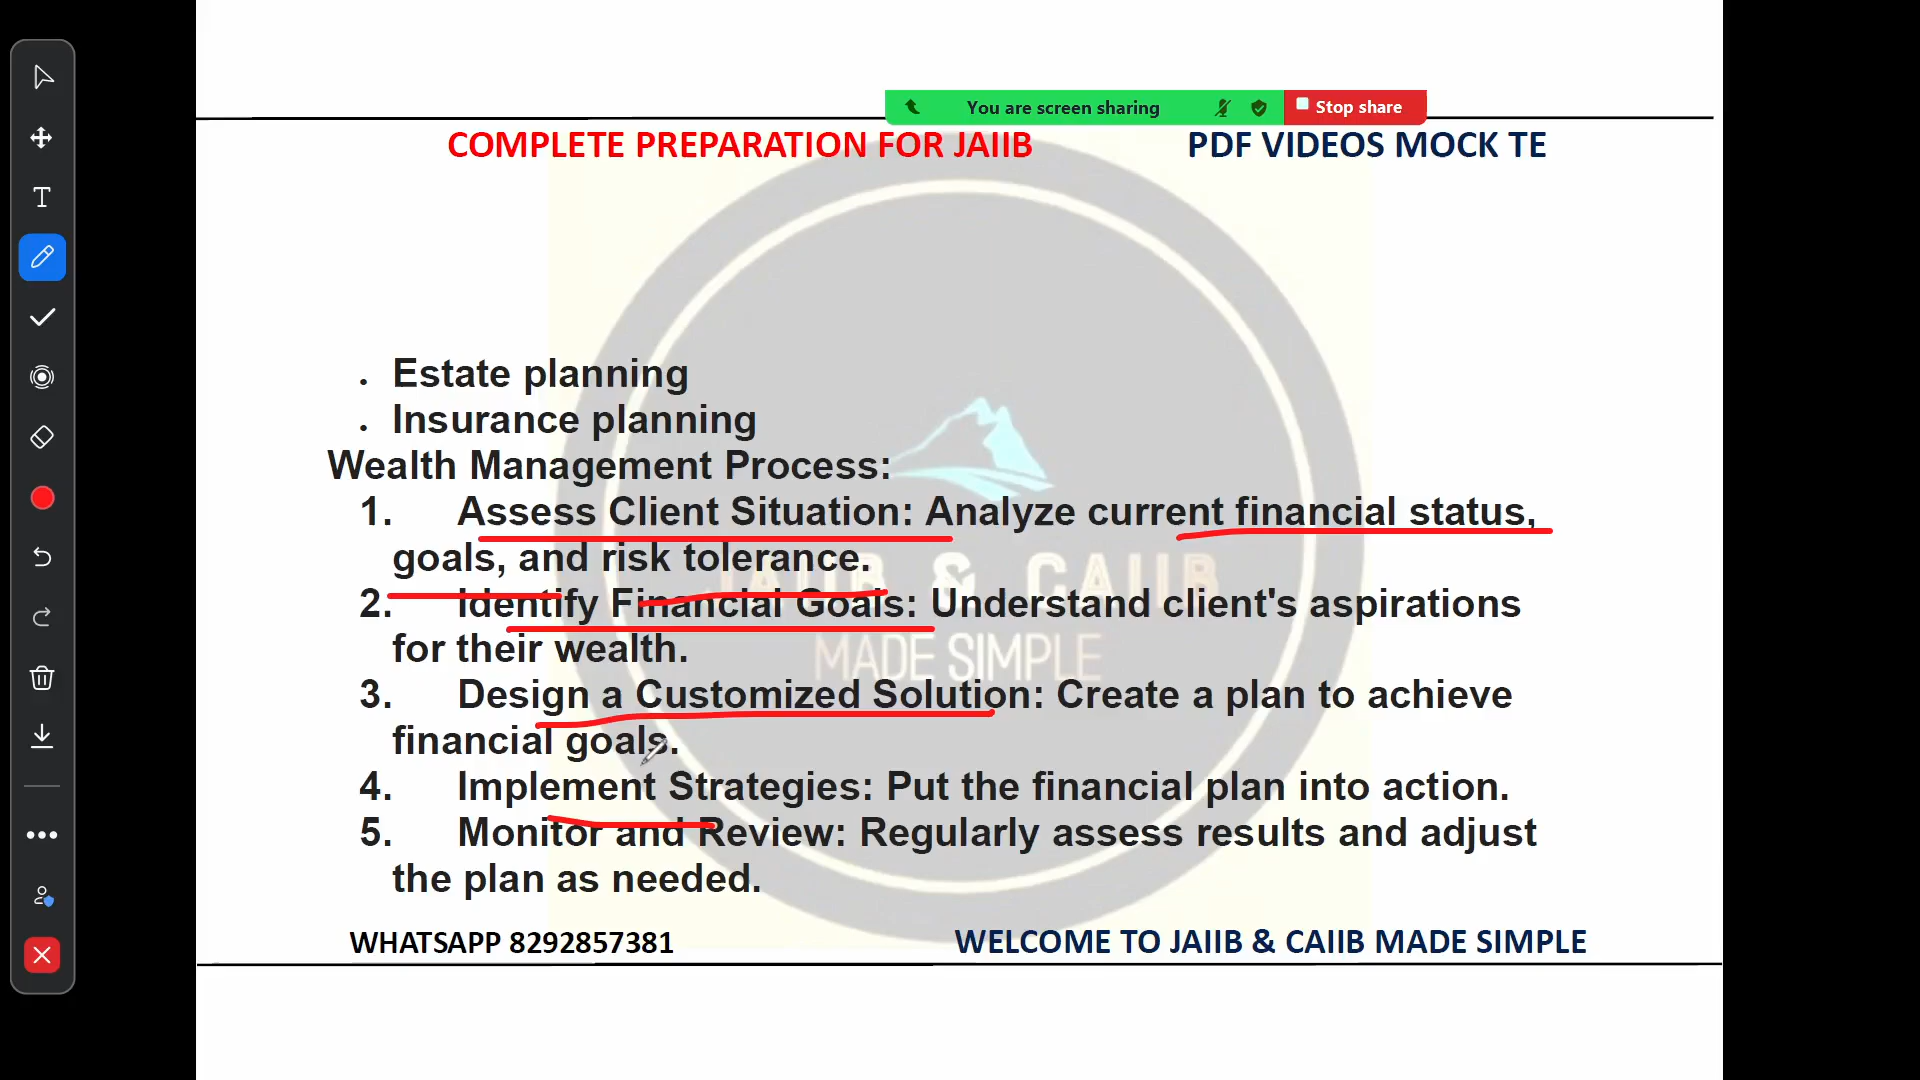 You are screen sharing
Stop share
COMPLETE PREPARATION FOR JAIIB PDF VIDEOS MOCK TE
• Estate planning
• Insurance planning
Wealth Management Process:
1. Assess Client Situation: Analyze current financial status,
goals, and risk tolerance.
JAIIB & CAIIB
2. Identify Financial Goals: Understand client's aspirations
for their wealth.
MADE SIMPLE
3. Design a Customized Solution: Create a plan to achieve
financial goals.
4. Implement Strategies: Put the financial plan into action.
5. Monitor and Review: Regularly assess results and adjust
the plan as needed.
WHATSAPP 8292857381 WELCOME TO JAIIB & CAIIB MADE SIMPLE